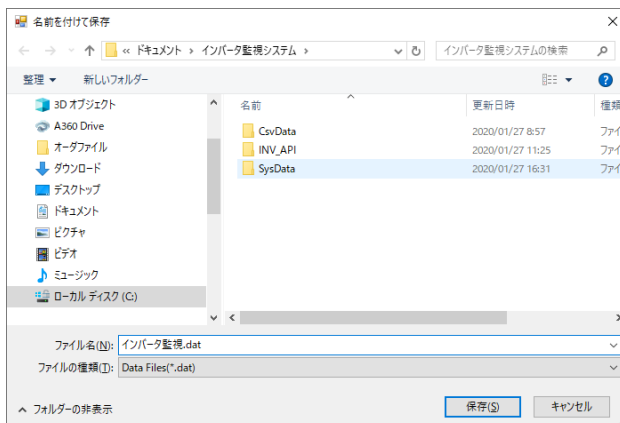 名前を付けて保存
« ドキュメント › インバータ監視システム ›
インバータ監視システムの検索
整理 新しいフォルダー
名前 更新日時 種類
3D オブジェクト
A360 Drive
オーダファイル
ダウンロード
デスクトップ
ドキュメント
ピクチャ
ビデオ
ミュージック
ローカル ディスク (C:)
CsvData 2020/01/27 8:57 ファイ
INV_API 2020/01/27 11:25 ファイ
SysData 2020/01/27 16:31 ファイ
ファイル名(N): インバータ監視.dat
ファイルの種類(T): Data Files(*.dat)
フォルダーの非表示
保存(S) キャンセル